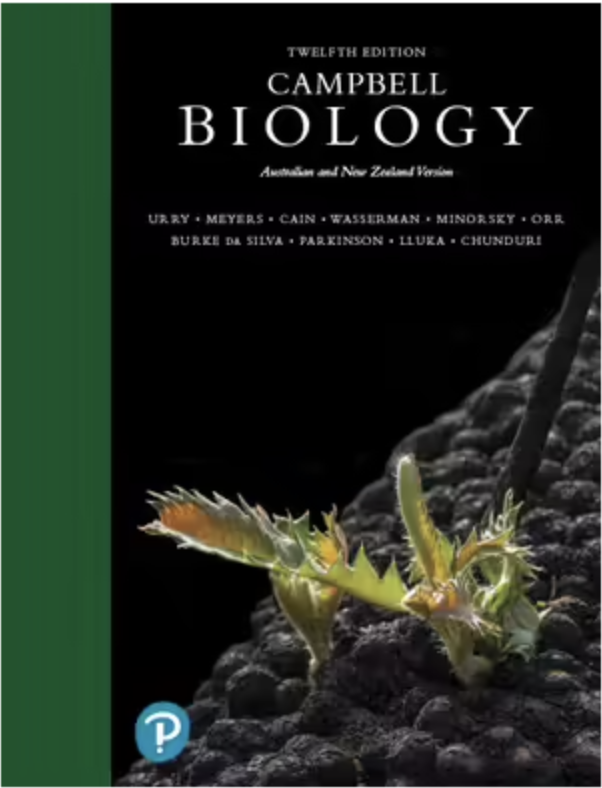 TWELFTH EDITION
CAMPBELL
BIOLOGY
Australian and New Zealand Version
URRY • MEYERS • CAIN • WASSERMAN • MINORSKY • ORR
BURKE DA SILVA • PARKINSON • LLUKA • CHUNDURI
P